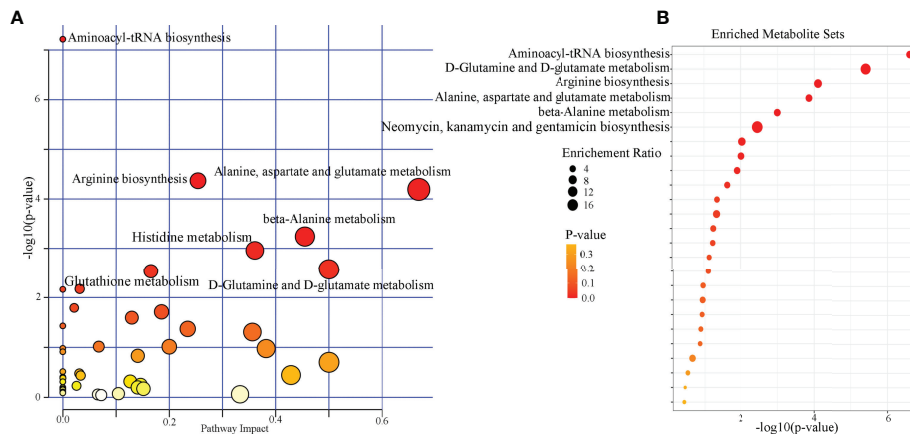 A
Aminoacyl-tRNA biosynthesis
Arginine biosynthesis
Alanine, aspartate and glutamate metabolism
beta-Alanine metabolism
Histidine metabolism
Glutathione metabolism
D-Glutamine and D-glutamate metabolism
-log10(p-value)
6
4
2
0
0.0
0.2
0.4
0.6
Pathway Impact
B
Enriched Metabolite Sets
Aminoacyl-tRNA biosynthesis
D-Glutamine and D-glutamate metabolism
Arginine biosynthesis
Alanine, aspartate and glutamate metabolism
beta-Alanine metabolism
Neomycin, kanamycin and gentamicin biosynthesis
Enrichement Ratio
4
8
12
16
P-value
0.3
0.2
0.1
0.0
2
4
6
-log10(p-value)